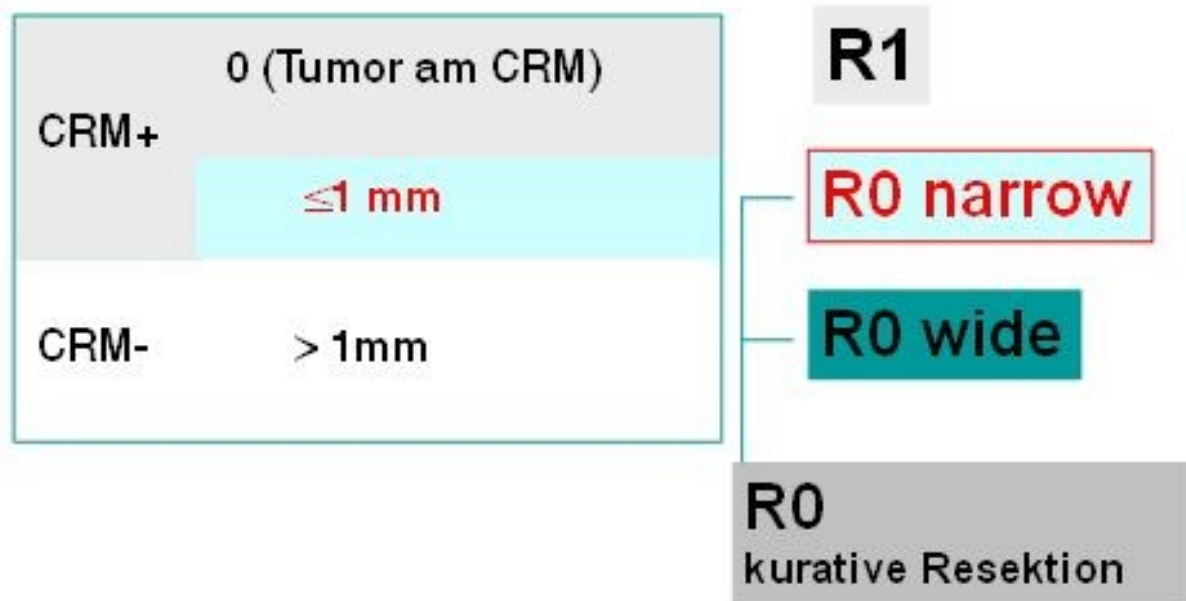 0 (Tumor am CRM)
R1
CRM+
≤1 mm
R0 narrow
CRM-
> 1mm
R0 wide
R0
kurative Resektion